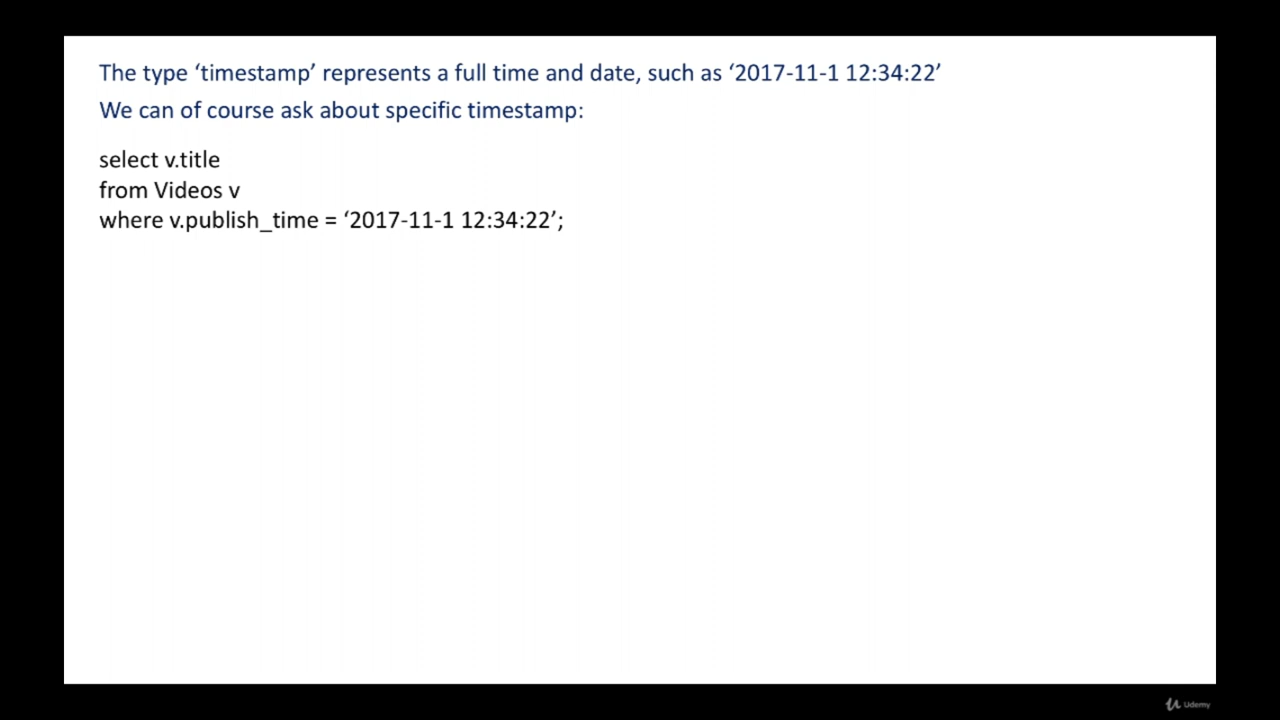 The type ‘timestamp’ represents a full time and date, such as ‘2017-11-1 12:34:22’
We can of course ask about specific timestamp:
select v.title
from Videos v
where v.publish_time = ‘2017-11-1 12:34:22’;
Udemy